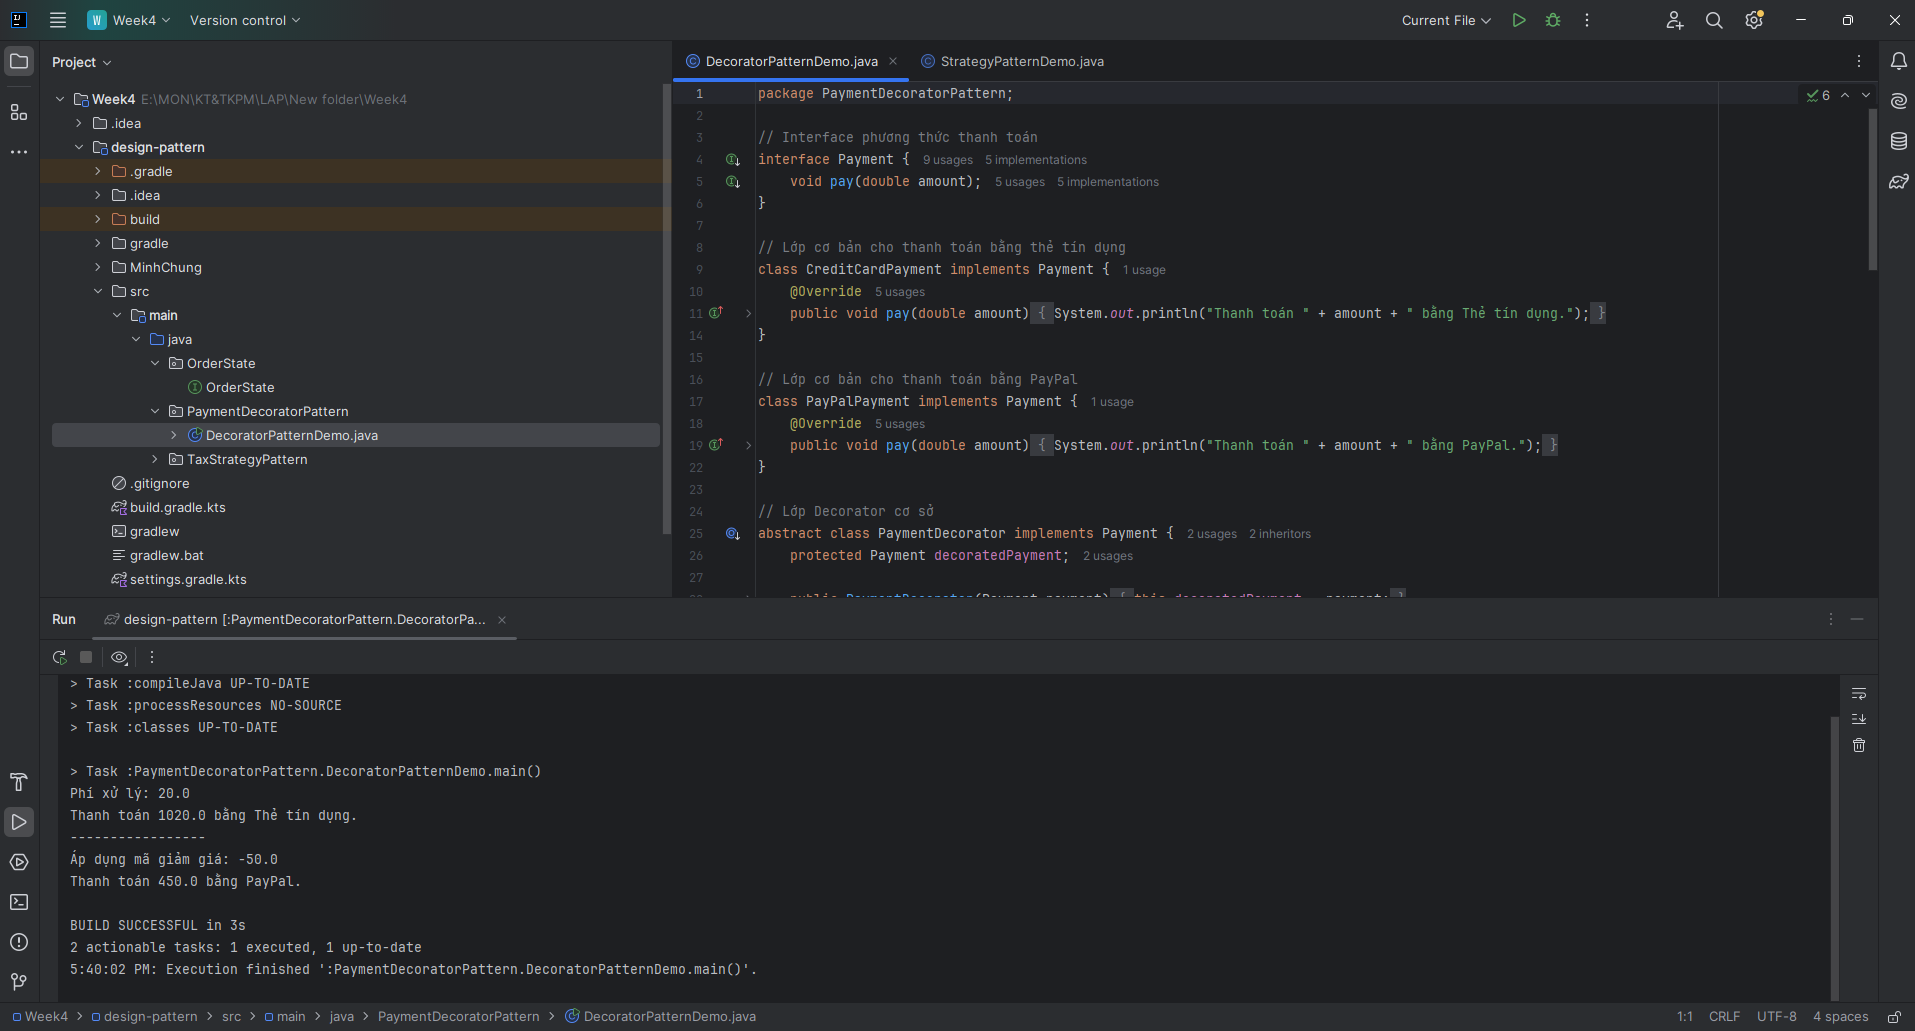 W Week4 Version control Current File
Project
Week4 E:\MON\KT&TKPM\LAP\New folder\Week4
.idea
design-pattern
.gradle
.idea
build
gradle
MinhChung
src
main
java
OrderState
OrderState
PaymentDecoratorPattern
DecoratorPatternDemo.java
TaxStrategyPattern
.gitignore
build.gradle.kts
gradlew
gradlew.bat
settings.gradle.kts
DecoratorPatternDemo.java StrategyPatternDemo.java
6
1 package PaymentDecoratorPattern;
2
3 // Interface phương thức thanh toán
4 interface Payment { 9 usages 5 implementations
5 void pay(double amount); 5 usages 5 implementations
6 }
7
8 // Lớp cơ bản cho thanh toán bằng thẻ tín dụng
9 class CreditCardPayment implements Payment { 1 usage
10 @Override 5 usages
11 public void pay(double amount) { System.out.println("Thanh toán " + amount + " bằng Thẻ tín dụng."); }
14 }
15
16 // Lớp cơ bản cho thanh toán bằng PayPal
17 class PayPalPayment implements Payment { 1 usage
18 @Override 5 usages
19 public void pay(double amount) { System.out.println("Thanh toán " + amount + " bằng PayPal."); }
22 }
23
24 // Lớp Decorator cơ sở
25 abstract class PaymentDecorator implements Payment { 2 usages 2 inheritors
26 protected Payment decoratedPayment; 2 usages
27
Run design-pattern [:PaymentDecoratorPattern.DecoratorPa...
> Task :compileJava UP-TO-DATE
> Task :processResources NO-SOURCE
> Task :classes UP-TO-DATE
> Task :PaymentDecoratorPattern.DecoratorPatternDemo.main()
Phí xử lý: 20.0
Thanh toán 1020.0 bằng Thẻ tín dụng.
-----------------
Áp dụng mã giảm giá: -50.0
Thanh toán 450.0 bằng PayPal.
BUILD SUCCESSFUL in 3s
2 actionable tasks: 1 executed, 1 up-to-date
5:40:02 PM: Execution finished ':PaymentDecoratorPattern.DecoratorPatternDemo.main()'.
Week4 > design-pattern > src > main > java > PaymentDecoratorPattern > DecoratorPatternDemo.java 1:1 CRLF UTF-8 4 spaces